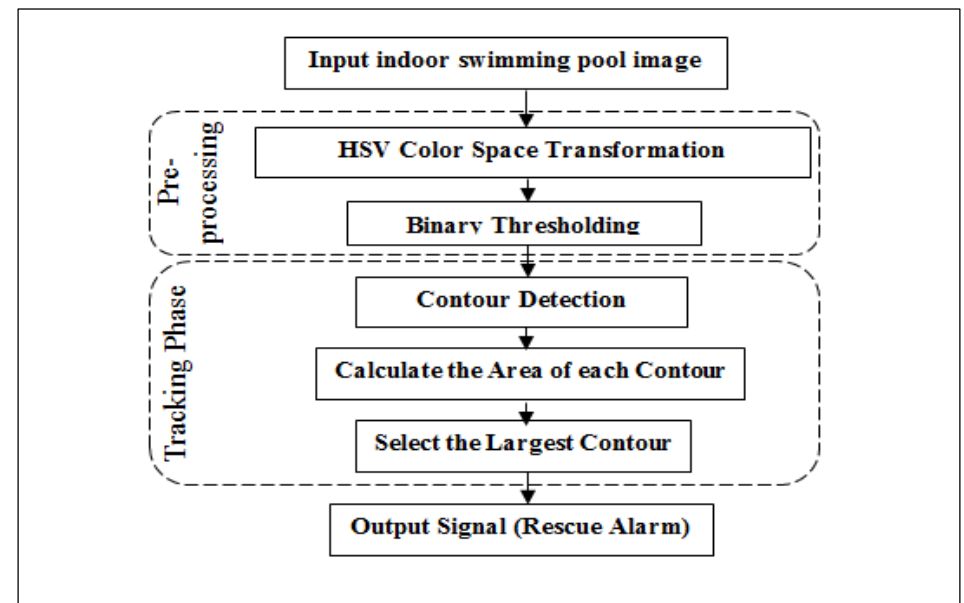 Input indoor swimming pool image
Pre-
processing
HSV Color Space Transformation
Binary Thresholding
Tracking Phase
Contour Detection
Calculate the Area of each Contour
Select the Largest Contour
Output Signal (Rescue Alarm)